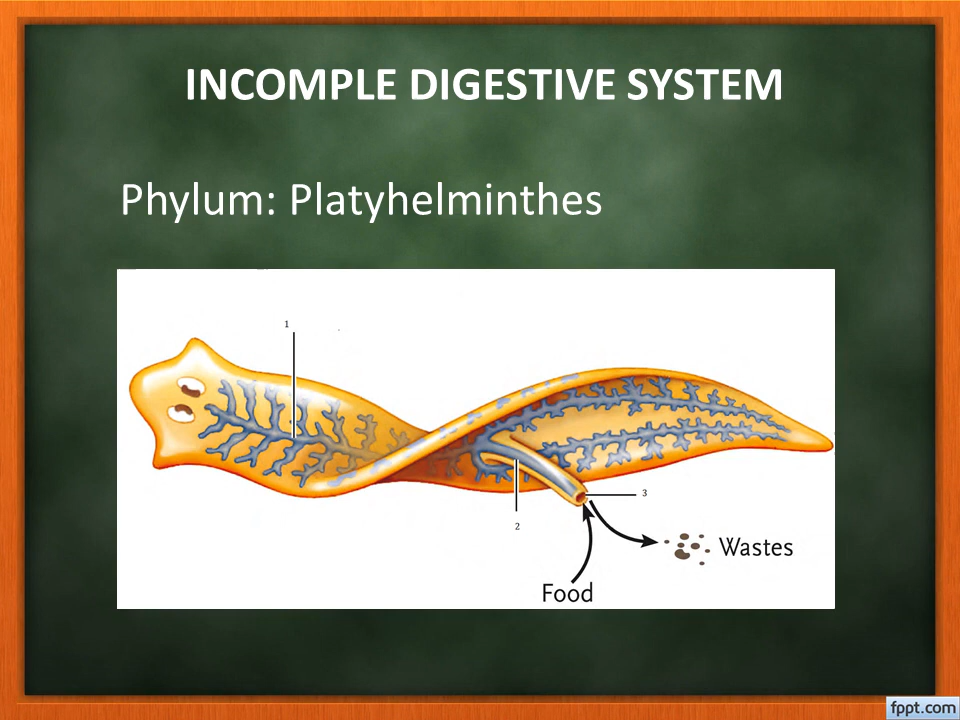 INCOMPLE DIGESTIVE SYSTEM
Phylum: Platyhelminthes
1
3
2
Wastes
Food
fppt.com